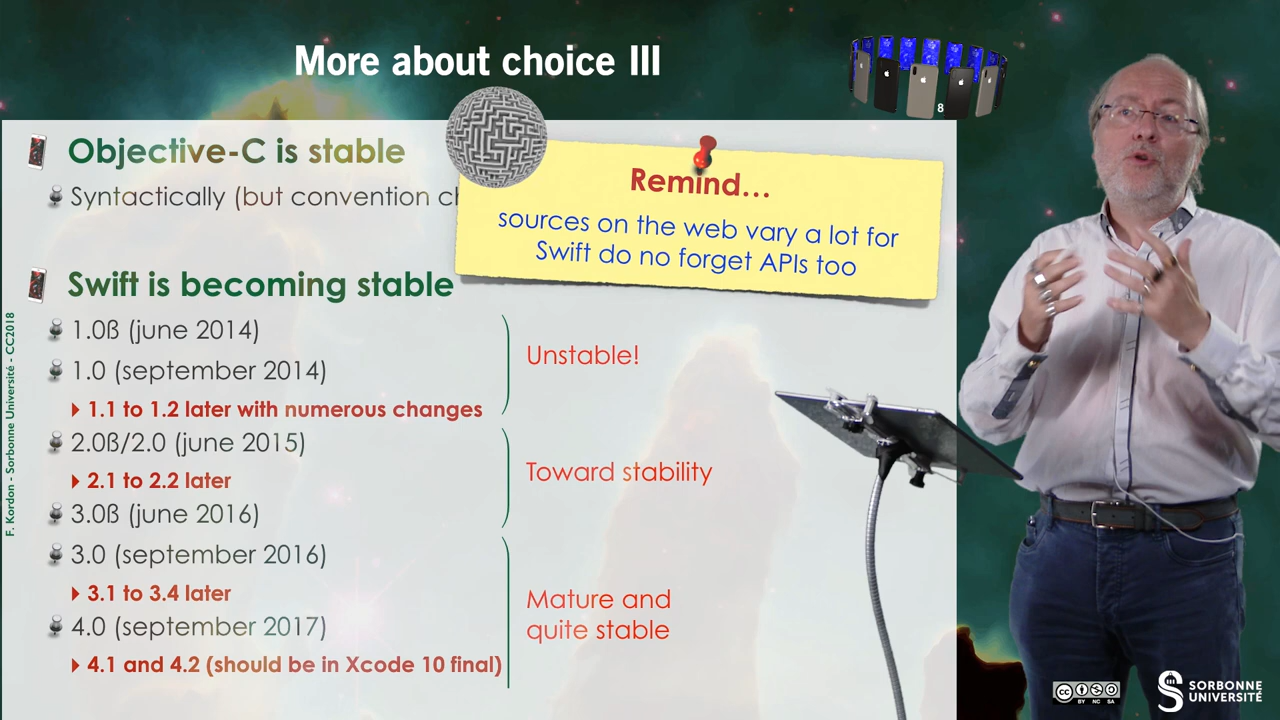 More about choice III
8
Objective-C is stable
Syntactically (but convention ch
Remind...
sources on the web vary a lot for
Swift do no forget APIs too
Swift is becoming stable
1.0ß (june 2014)
1.0 (september 2014)
1.1 to 1.2 later with numerous changes
Unstable!
2.0ß/2.0 (june 2015)
2.1 to 2.2 later
3.0ß (june 2016)
Toward stability
3.0 (september 2016)
3.1 to 3.4 later
4.0 (september 2017)
4.1 and 4.2 (should be in Xcode 10 final)
Mature and
quite stable
F. Kordon - Sorbonne Université - CC2018
CC BY NC SA
SORBONNE
UNIVERSITÉ